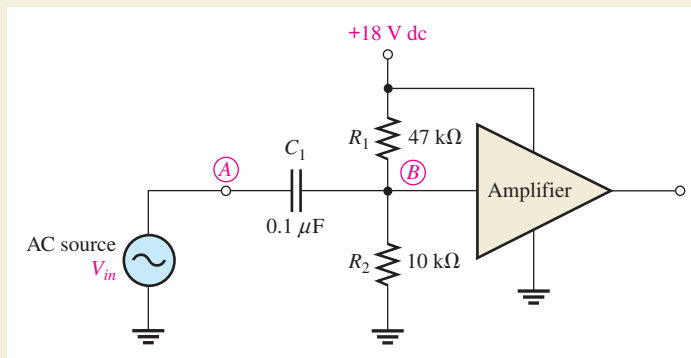 +18 V dc
R1 47 kΩ
C1
A
B
Amplifier
0.1 μF
AC source
Vin
R2 10 kΩ